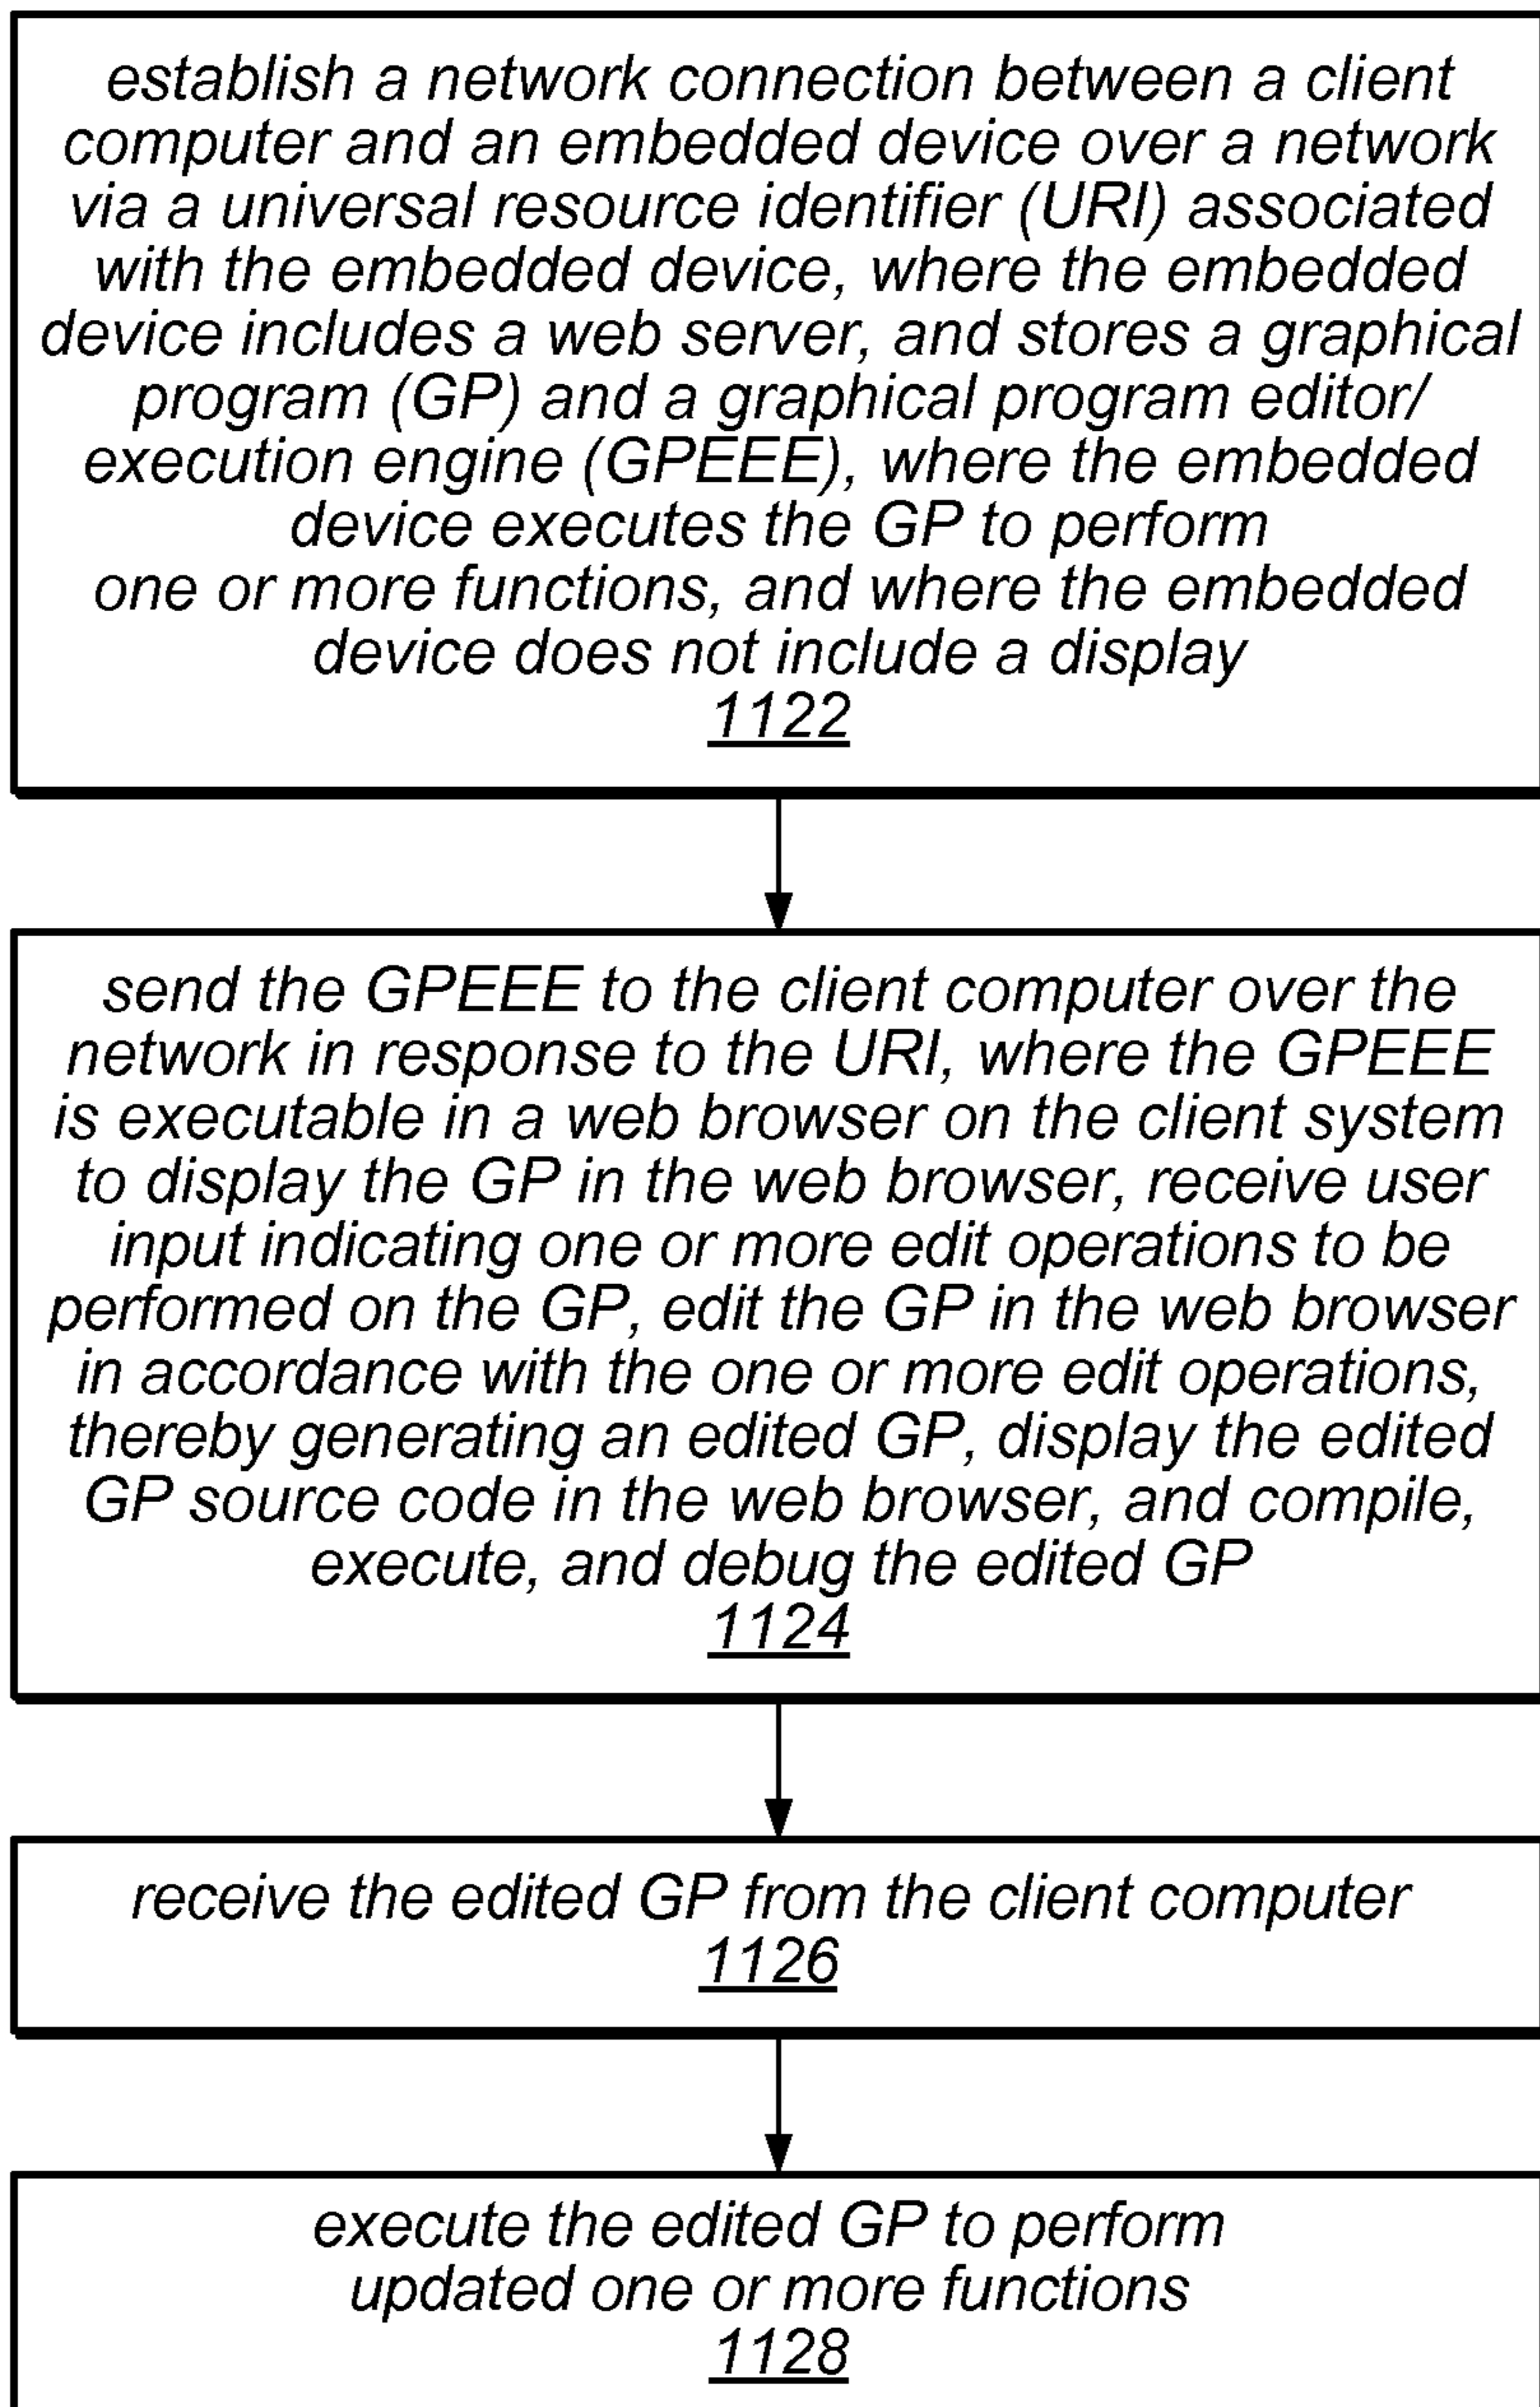 establish a network connection between a client
computer and an embedded device over a network
via a universal resource identifier (URI) associated
with the embedded device, where the embedded
device includes a web server, and stores a graphical
program (GP) and a graphical program editor/
execution engine (GPEEE), where the embedded
device executes the GP to perform
one or more functions, and where the embedded
device does not include a display
1122
send the GPEEE to the client computer over the
network in response to the URI, where the GPEEE
is executable in a web browser on the client system
to display the GP in the web browser, receive user
input indicating one or more edit operations to be
performed on the GP, edit the GP in the web browser
in accordance with the one or more edit operations,
thereby generating an edited GP, display the edited
GP source code in the web browser, and compile,
execute, and debug the edited GP
1124
receive the edited GP from the client computer
1126
execute the edited GP to perform
updated one or more functions
1128